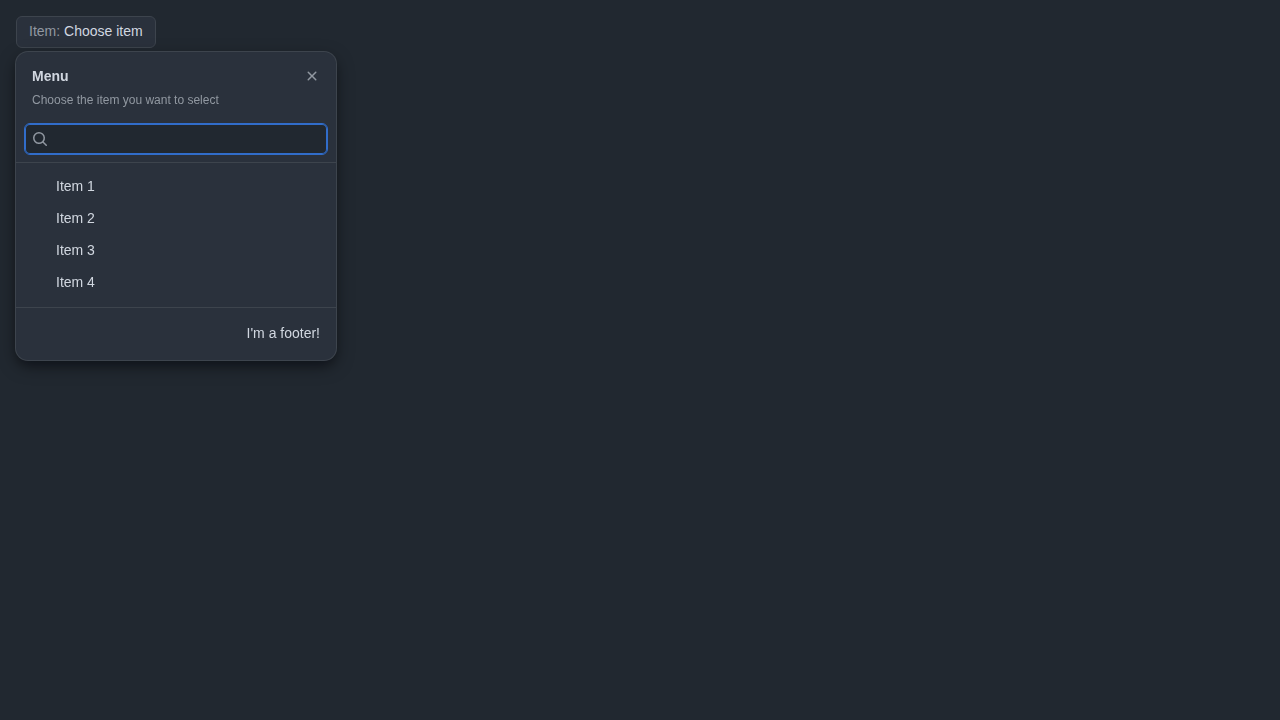 Item: Choose item
Menu
Choose the item you want to select
Item 1
Item 2
Item 3
Item 4
I'm a footer!